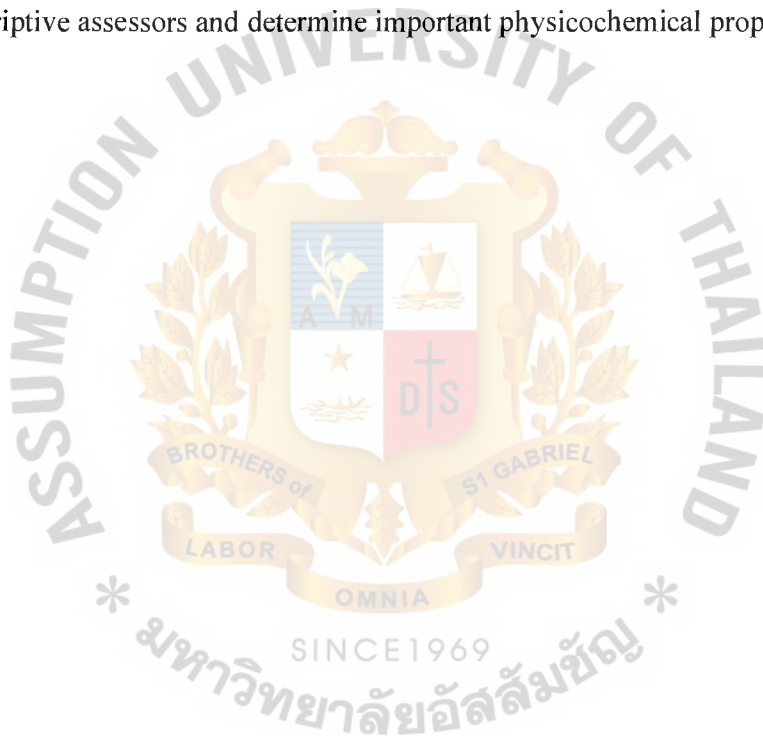 riptive assessors and determine important physicochemical prop
ASSUMPTION UNIVERSITY OF THAILAND
A M
D S
BROTHERS of
S1 GABRIEL
LABOR
VINCIT
OMNIA
SINCE1969
มหาวิทยาลัยอัสสัมชัญ